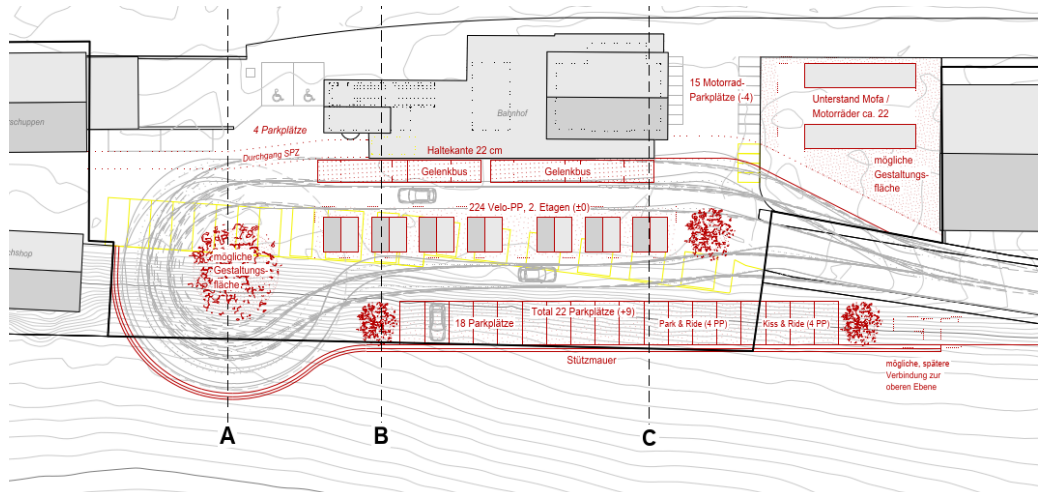 15 Motorrad-
Parkplätze (-4)
Unterstand Mofa /
Motorräder ca. 22
Bahnhof
4 Parkplätze
Haltekante 22 cm
Durchgang SPZ
Gelenkbus
Gelenkbus
mögliche
Gestaltungs-
fläche
224 Velo-PP, 2. Etagen (±0)
mögliche
Gestaltungs-
fläche
Total 22 Parkplätze (+9)
18 Parkplätze
Park & Ride (4 PP)
Kiss & Ride (4 PP)
Stützmauer
mögliche, spätere
Verbindung zur
oberen Ebene
A
B
C